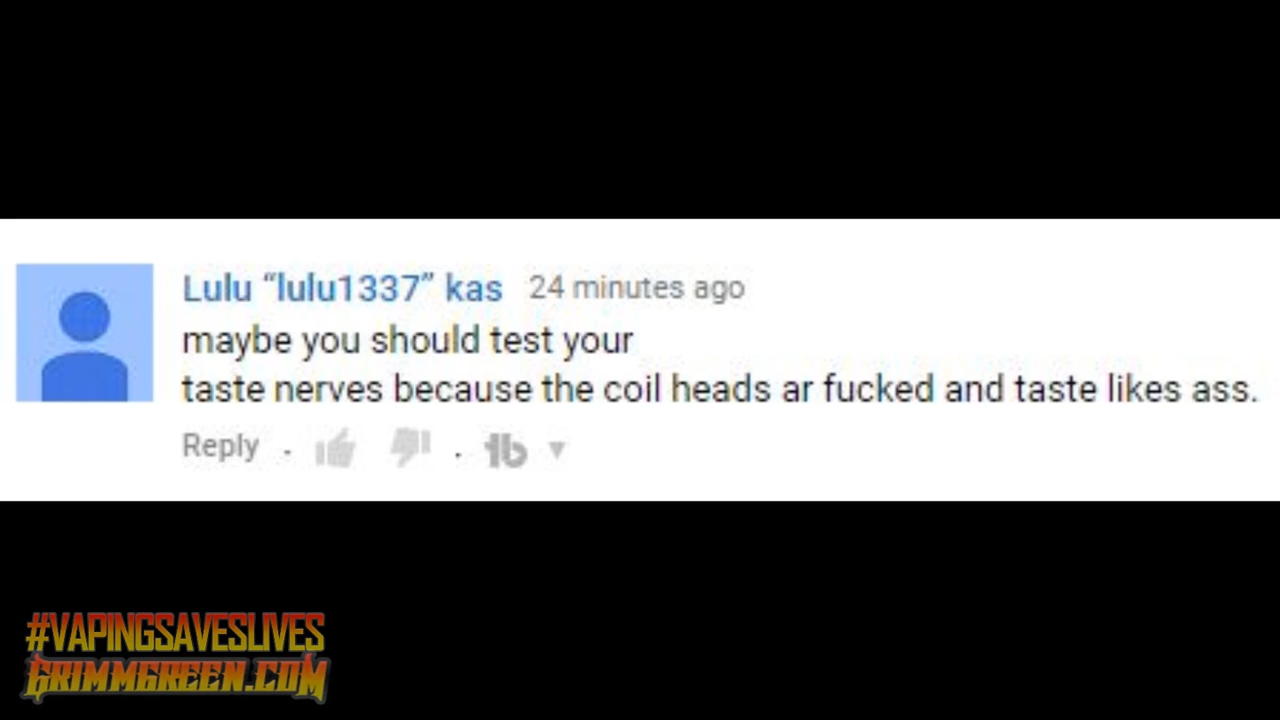 Lulu “lulu1337” kas 24 minutes ago
maybe you should test your
taste nerves because the coil heads ar fucked and taste likes ass.
Reply . . tb
#VAPINGSAVESLIVES
GRIMMGREEN.COM